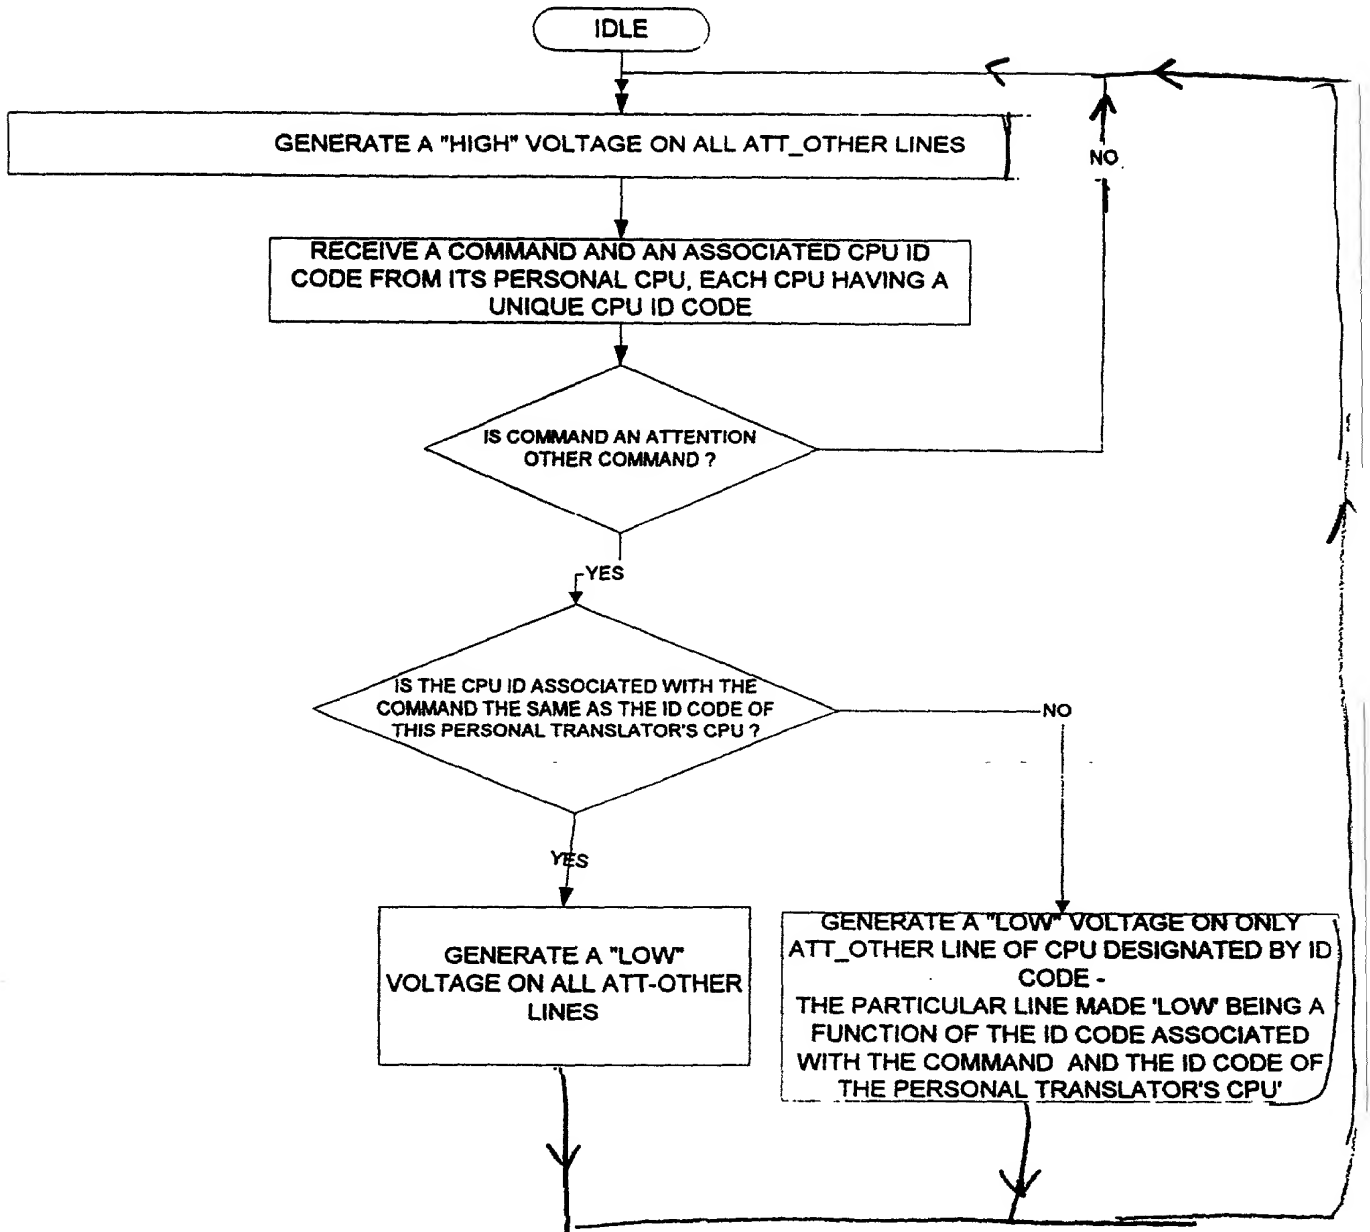 IDLE
GENERATE A "HIGH" VOLTAGE ON ALL ATT_OTHER LINES
NO
RECEIVE A COMMAND AND AN ASSOCIATED CPU ID
CODE FROM ITS PERSONAL CPU, EACH CPU HAVING A
UNIQUE CPU ID CODE
IS COMMAND AN ATTENTION
OTHER COMMAND ?
YES
IS THE CPU ID ASSOCIATED WITH THE
COMMAND THE SAME AS THE ID CODE OF
THIS PERSONAL TRANSLATOR'S CPU ?
NO
YES
GENERATE A "LOW"
VOLTAGE ON ALL ATT-OTHER
LINES
GENERATE A "LOW" VOLTAGE ON ONLY
ATT_OTHER LINE OF CPU DESIGNATED BY ID
CODE -
THE PARTICULAR LINE MADE 'LOW' BEING A
FUNCTION OF THE ID CODE ASSOCIATED
WITH THE COMMAND AND THE ID CODE OF
THE PERSONAL TRANSLATOR'S CPU'